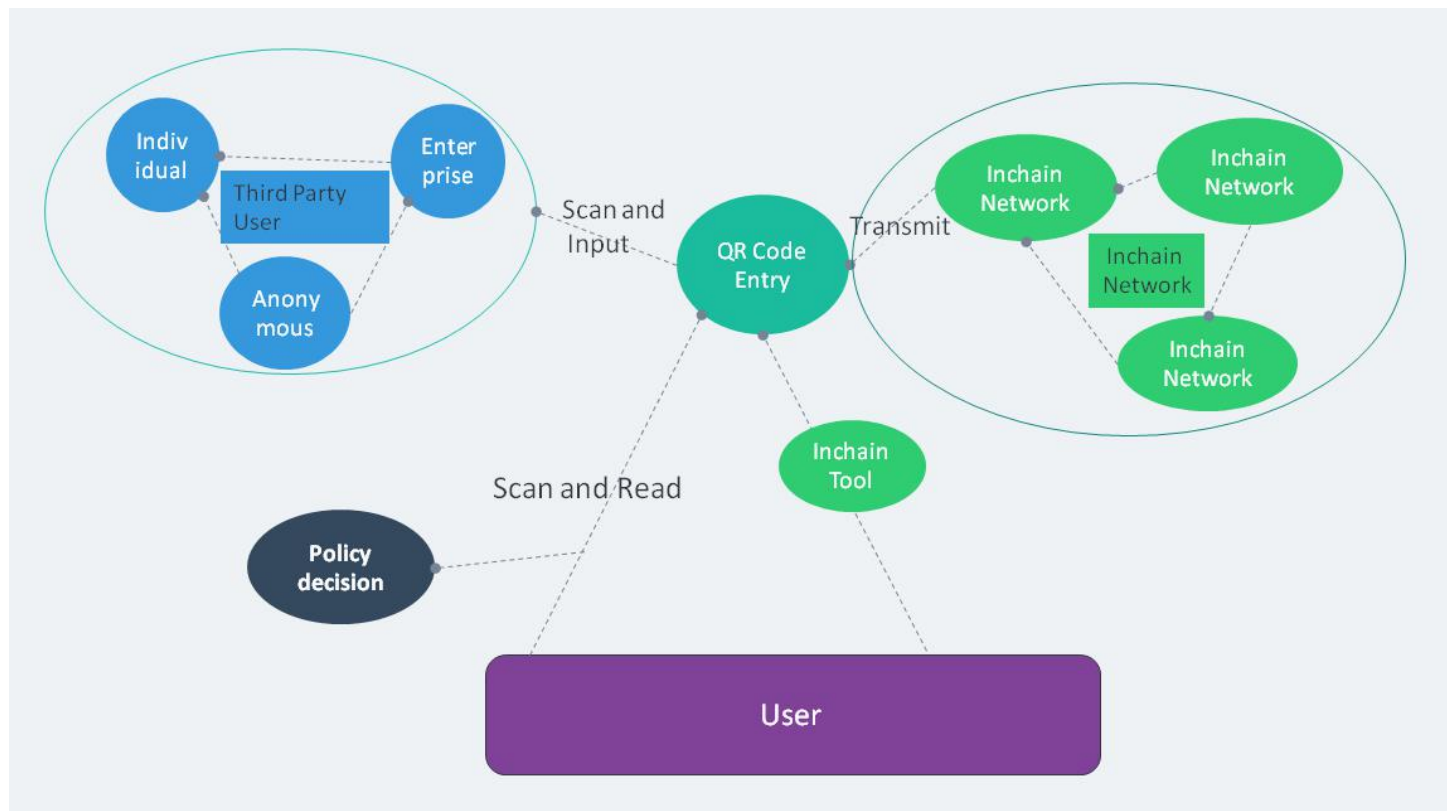 Indiv
idual
Enter
prise
Third Party
User
Anony
mous
Scan and
Input
QR Code
Entry
Transmit
Inchain
Network
Inchain
Network
Inchain
Network
Inchain
Network
Inchain
Tool
Scan and Read
Policy
decision
User